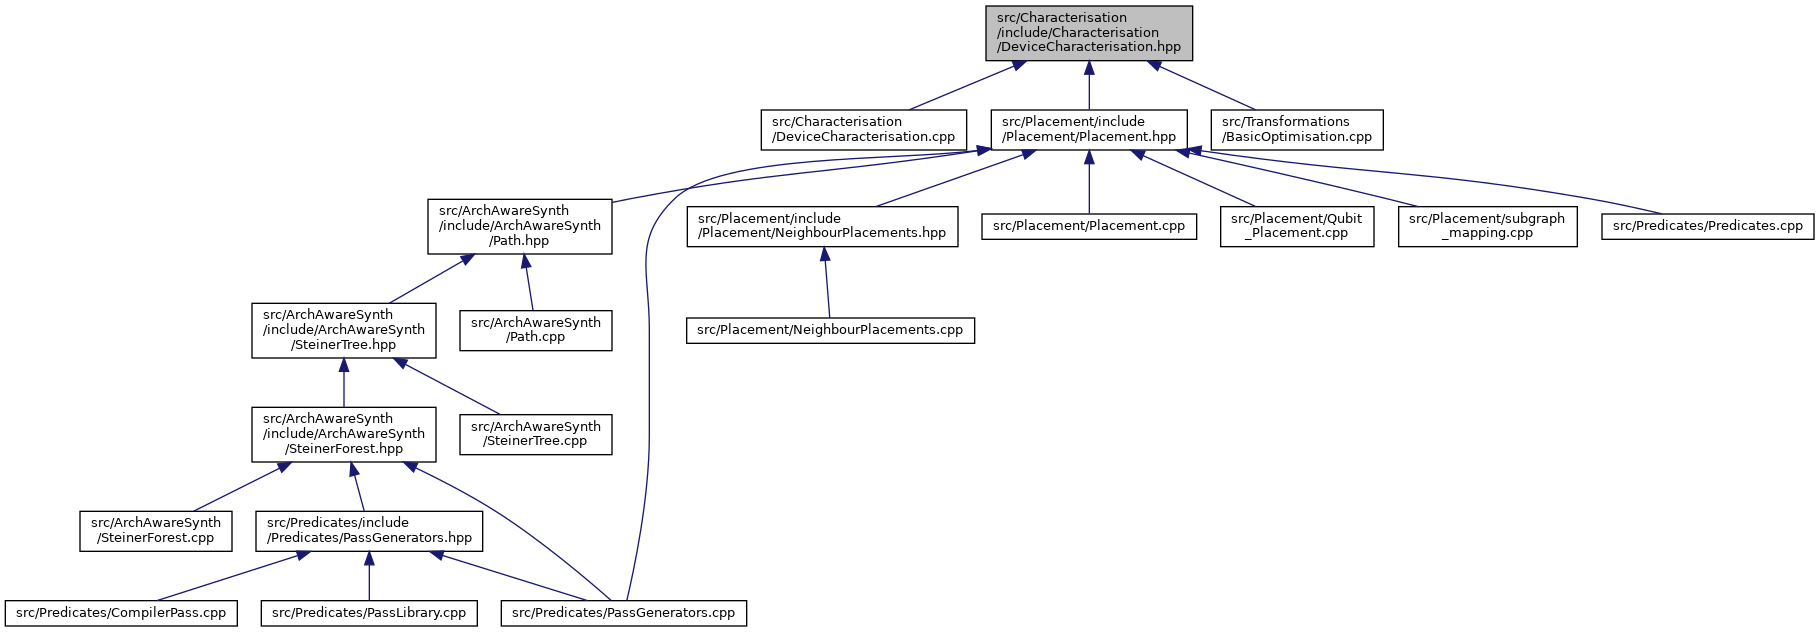 src/Characterisation
/include/Characterisation
/DeviceCharacterisation.hpp
src/Characterisation
/DeviceCharacterisation.cpp
src/Placement/include
/Placement/Placement.hpp
src/Transformations
/BasicOptimisation.cpp
src/ArchAwareSynth
/include/ArchAwareSynth
/Path.hpp
src/Placement/include
/Placement/NeighbourPlacements.hpp
src/Placement/Placement.cpp
src/Placement/Qubit
_Placement.cpp
src/Placement/subgraph
_mapping.cpp
src/Predicates/Predicates.cpp
src/ArchAwareSynth
/include/ArchAwareSynth
/SteinerTree.hpp
src/ArchAwareSynth
/Path.cpp
src/Placement/NeighbourPlacements.cpp
src/ArchAwareSynth
/include/ArchAwareSynth
/SteinerForest.hpp
src/ArchAwareSynth
/SteinerTree.cpp
src/ArchAwareSynth
/SteinerForest.cpp
src/Predicates/include
/Predicates/PassGenerators.hpp
src/Predicates/CompilerPass.cpp
src/Predicates/PassLibrary.cpp
src/Predicates/PassGenerators.cpp